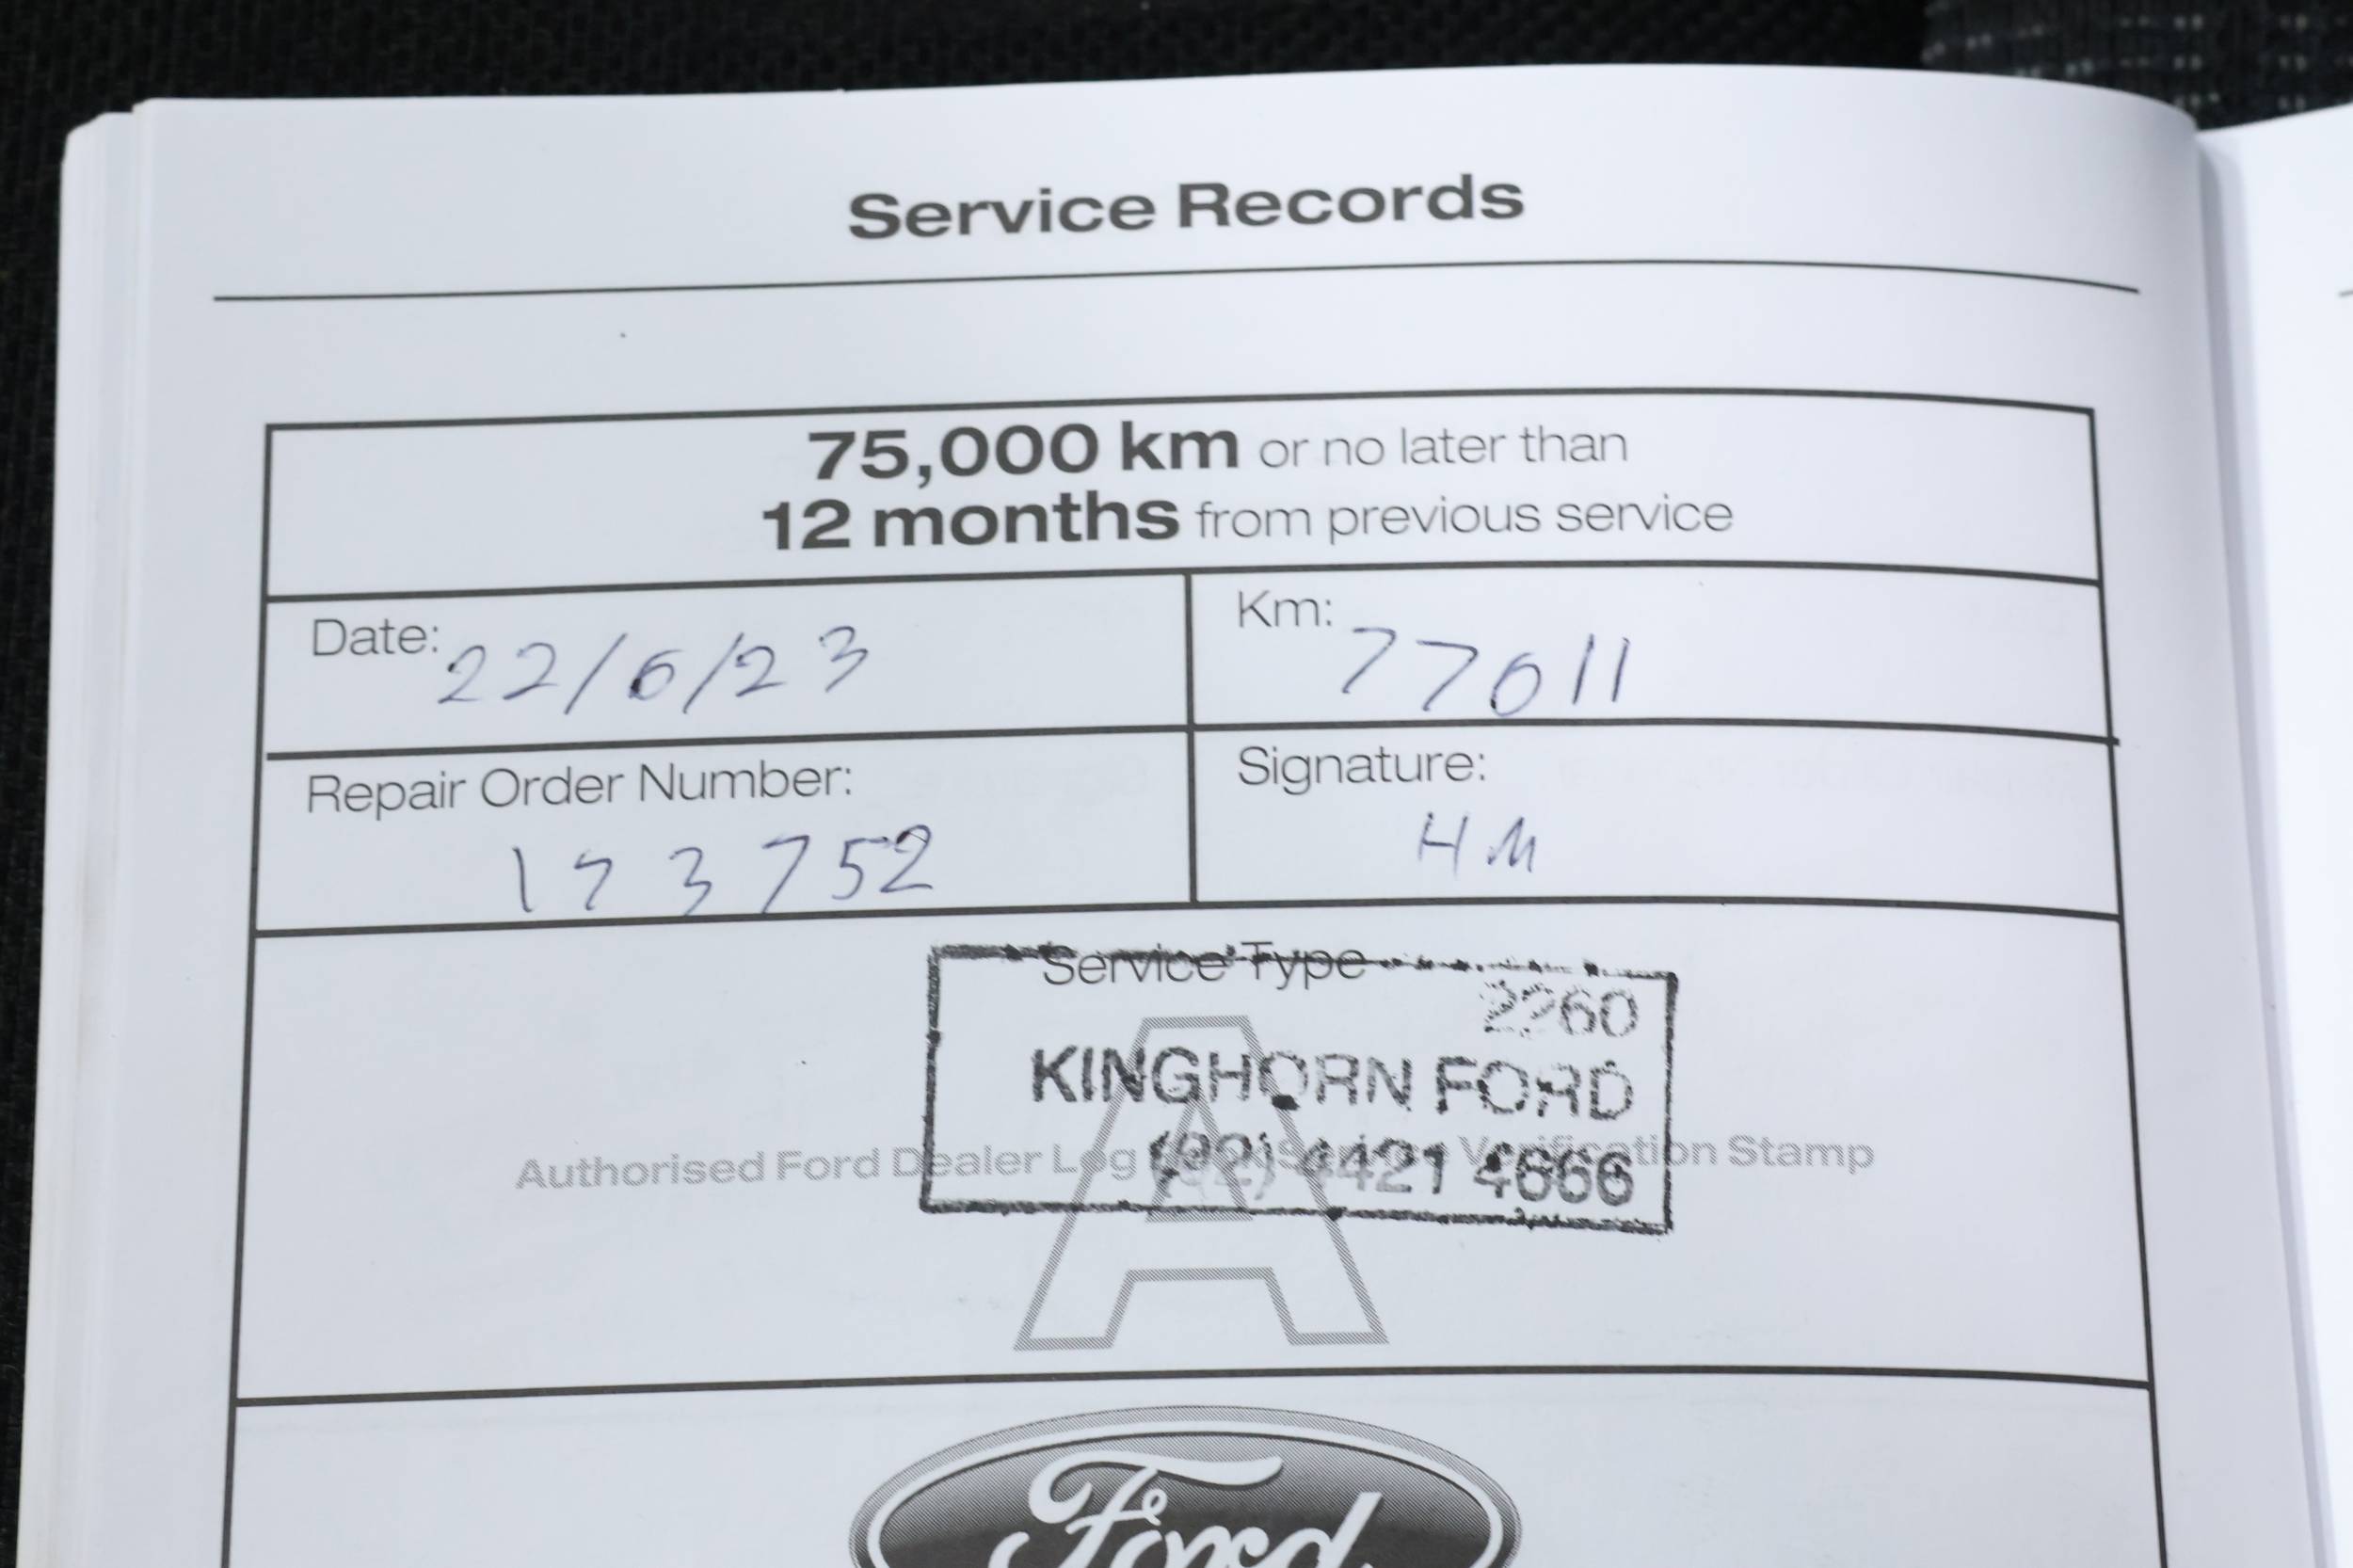 Service Records
75,000 km or no later than
12 months from previous service
Date: 22/6/23
Km: 77011
Repair Order Number:
173752
Signature:
HM
Service Type
2260
KINGHORN FORD
A
Authorised Ford Dealer Log Service Verification Stamp
(02) 4421 4666
Ford